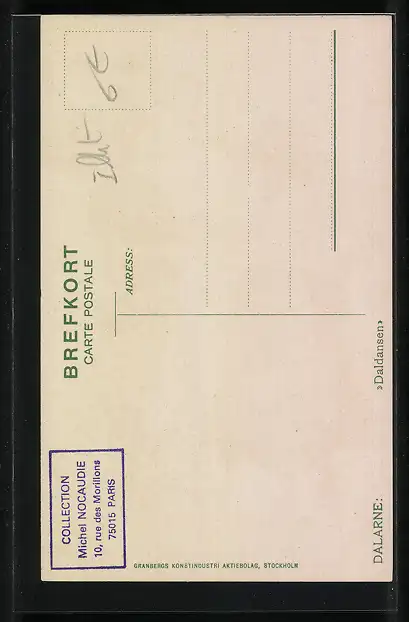 BREFKORT
CARTE POSTALE
ADRESS:
6 €
COLLECTION
Michel NOCAUDIE
10, rue des Morillons
75015 PARIS
GRANBERGS KONSTINDUSTRI AKTIEBOLAG, STOCKHOLM
DALARNE: »Daldansen»